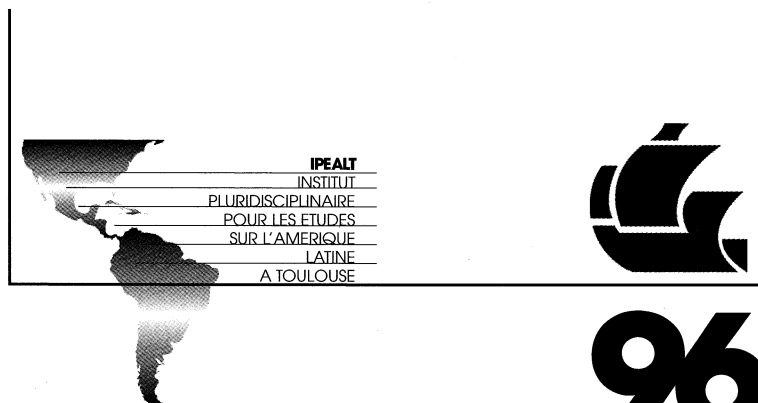 IPEALT
INSTITUT
PLURIDISCIPLINAIRE
POUR LES ETUDES
SUR L'AMERIQUE
LATINE
A TOULOUSE
96